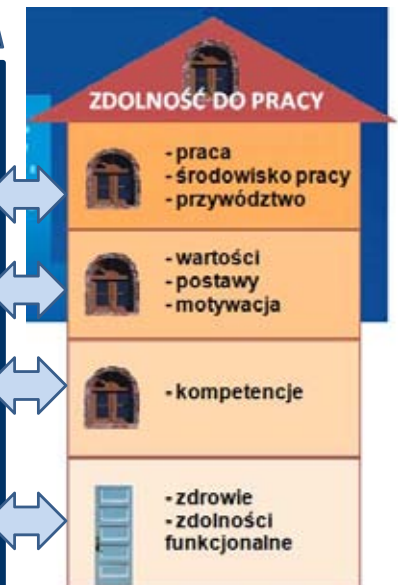 ZDOLNOŚĆ DO PRACY
- praca
- środowisko pracy
- przywództwo
- wartości
- postawy
- motywacja
- kompetencje
- zdrowie
- zdolności
funkcjonalne